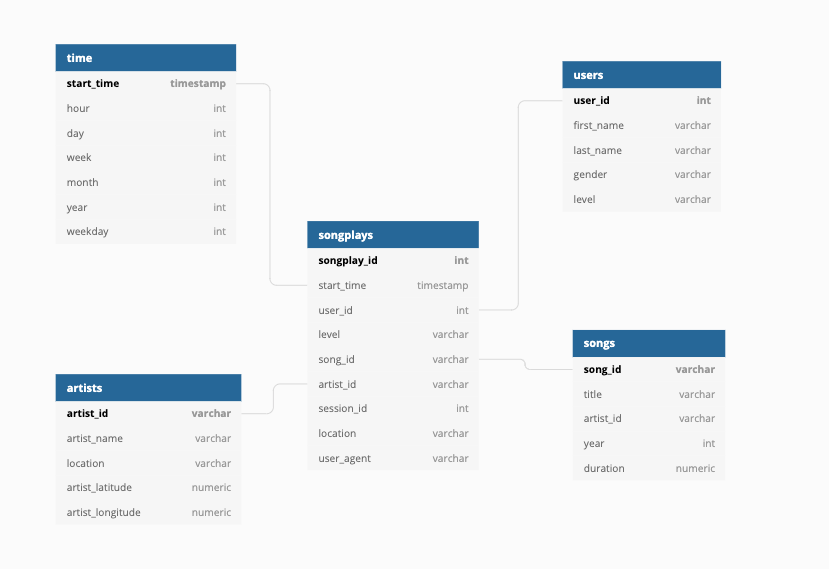 time
start_time timestamp
hour int
day int
week int
month int
year int
weekday int
users
user_id int
first_name varchar
last_name varchar
gender varchar
level varchar
songplays
songplay_id int
start_time timestamp
user_id int
level varchar
song_id varchar
artist_id varchar
session_id int
location varchar
user_agent varchar
artists
artist_id varchar
artist_name varchar
location varchar
artist_latitude numeric
artist_longitude numeric
songs
song_id varchar
title varchar
artist_id varchar
year int
duration numeric